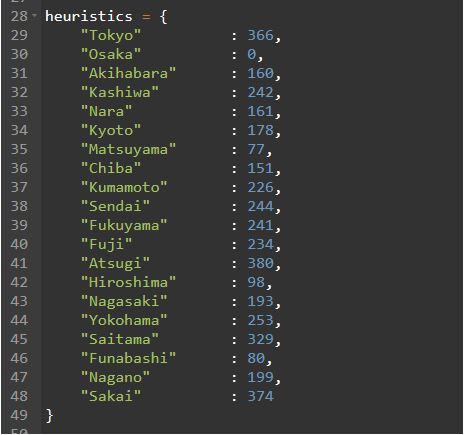 28 heuristics = {
29 "Tokyo" : 366,
30 "Osaka" : 0,
31 "Akihabara" : 160,
32 "Kashiwa" : 242,
33 "Nara" : 161,
34 "Kyoto" : 178,
35 "Matsuyama" : 77,
36 "Chiba" : 151,
37 "Kumamoto" : 226,
38 "Sendai" : 244,
39 "Fukuyama" : 241,
40 "Fuji" : 234,
41 "Atsugi" : 380,
42 "Hiroshima" : 98,
43 "Nagasaki" : 193,
44 "Yokohama" : 253,
45 "Saitama" : 329,
46 "Funabashi" : 80,
47 "Nagano" : 199,
48 "Sakai" : 374
49 }